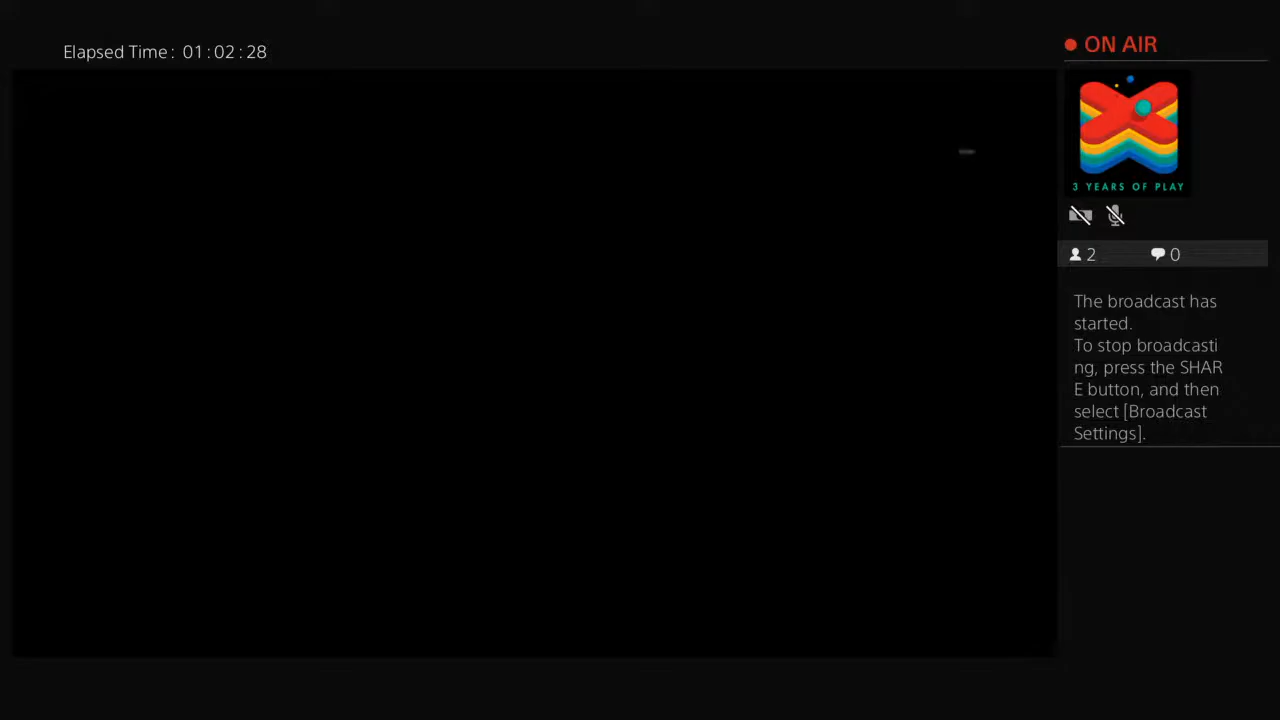 Elapsed Time: 01:02:28
ON AIR
3 YEARS OF PLAY
2 0
The broadcast has
started.
To stop broadcasti
ng, press the SHAR
E button, and then
select [Broadcast
Settings].